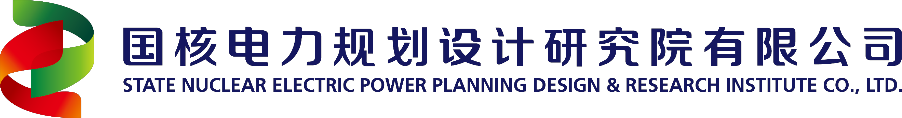 国核电力规划设计研究院有限公司
STATE NUCLEAR ELECTRIC POWER PLANNING DESIGN & RESEARCH INSTITUTE CO., LTD.